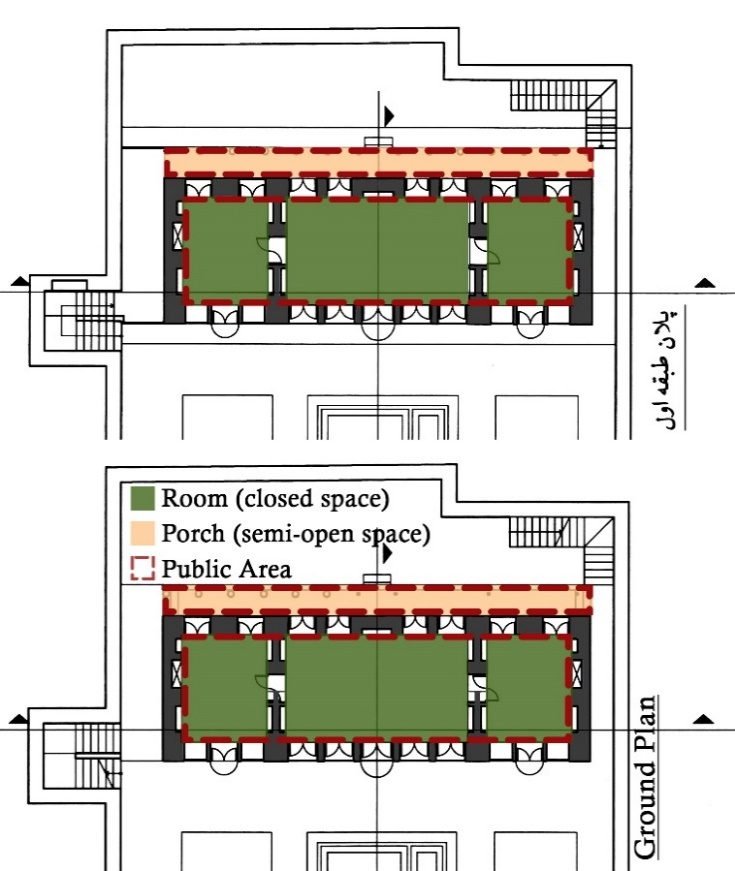 پلان طبقه اول
Room (closed space)
Porch (semi-open space)
Public Area
Ground Plan